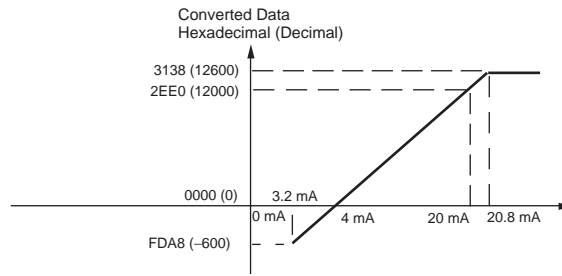 Converted Data
Hexadecimal (Decimal)
3138 (12600)
2EE0 (12000)
0000 (0)
3.2 mA
0 mA
4 mA
20 mA
20.8 mA
FDA8 (−600)